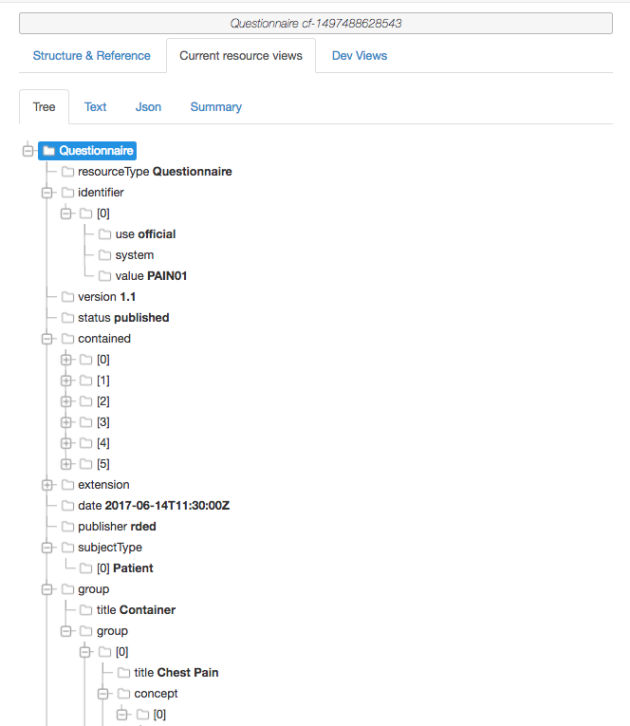 Questionnaire cf-1497488628543
Structure & Reference Current resource views Dev Views
Tree Text Json Summary
Questionnaire
resourceType Questionnaire
identifier
[0]
use official
system
value PAIN01
version 1.1
status published
contained
[0]
[1]
[2]
[3]
[4]
[5]
extension
date 2017-06-14T11:30:00Z
publisher rded
subjectType
[0] Patient
group
title Container
group
[0]
title Chest Pain
concept
[0]